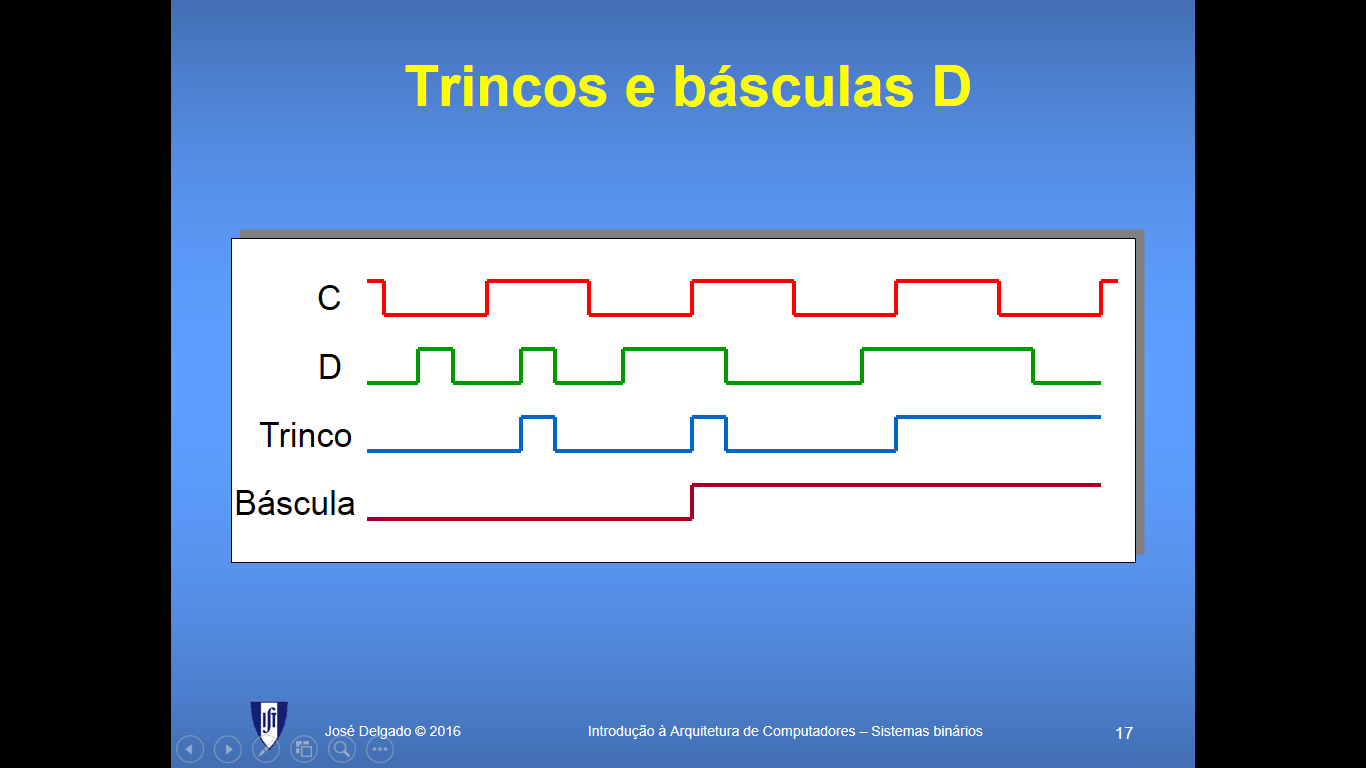 Trincos e básculas D
C
D
Trinco
Báscula
José Delgado © 2016
Introdução à Arquitetura de Computadores – Sistemas binários
17